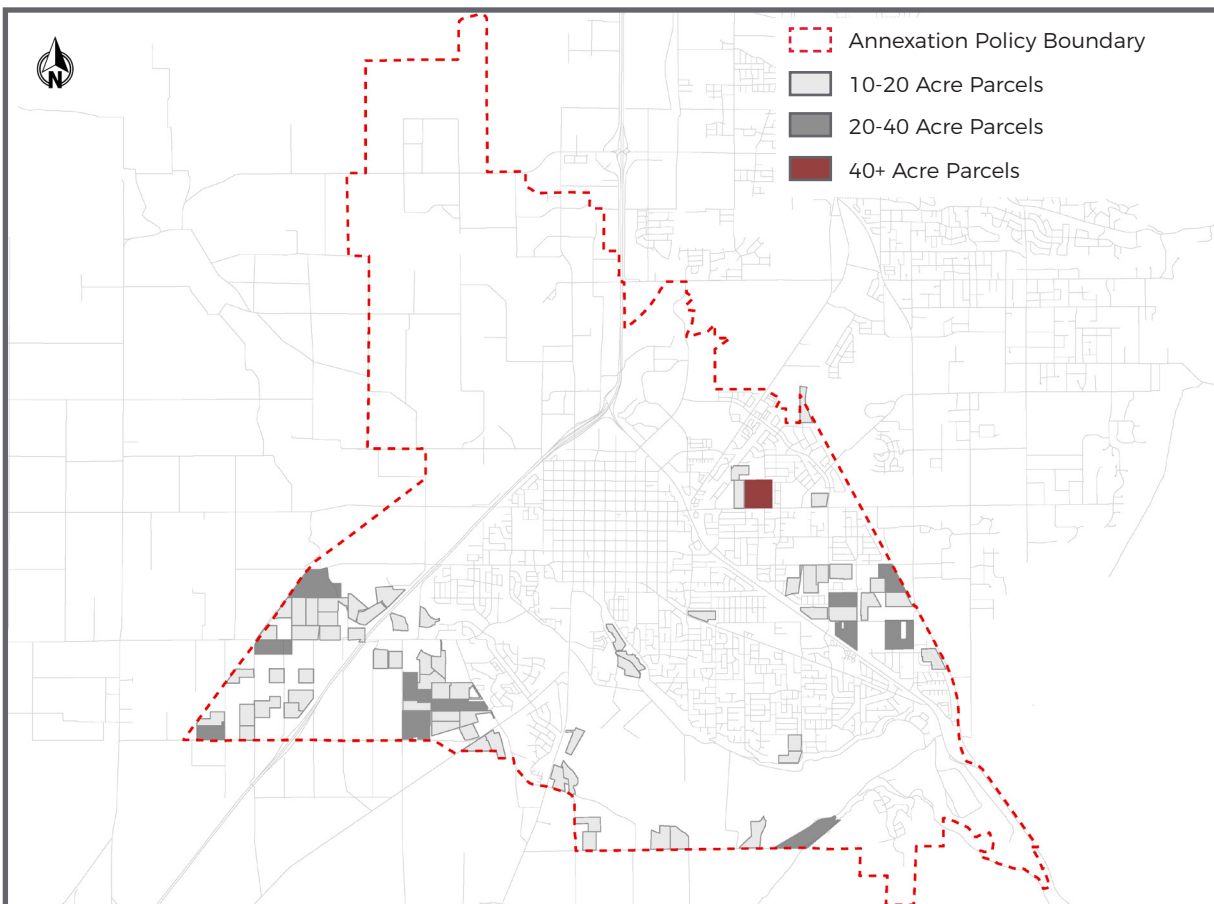 N
Annexation Policy Boundary
10-20 Acre Parcels
20-40 Acre Parcels
40+ Acre Parcels